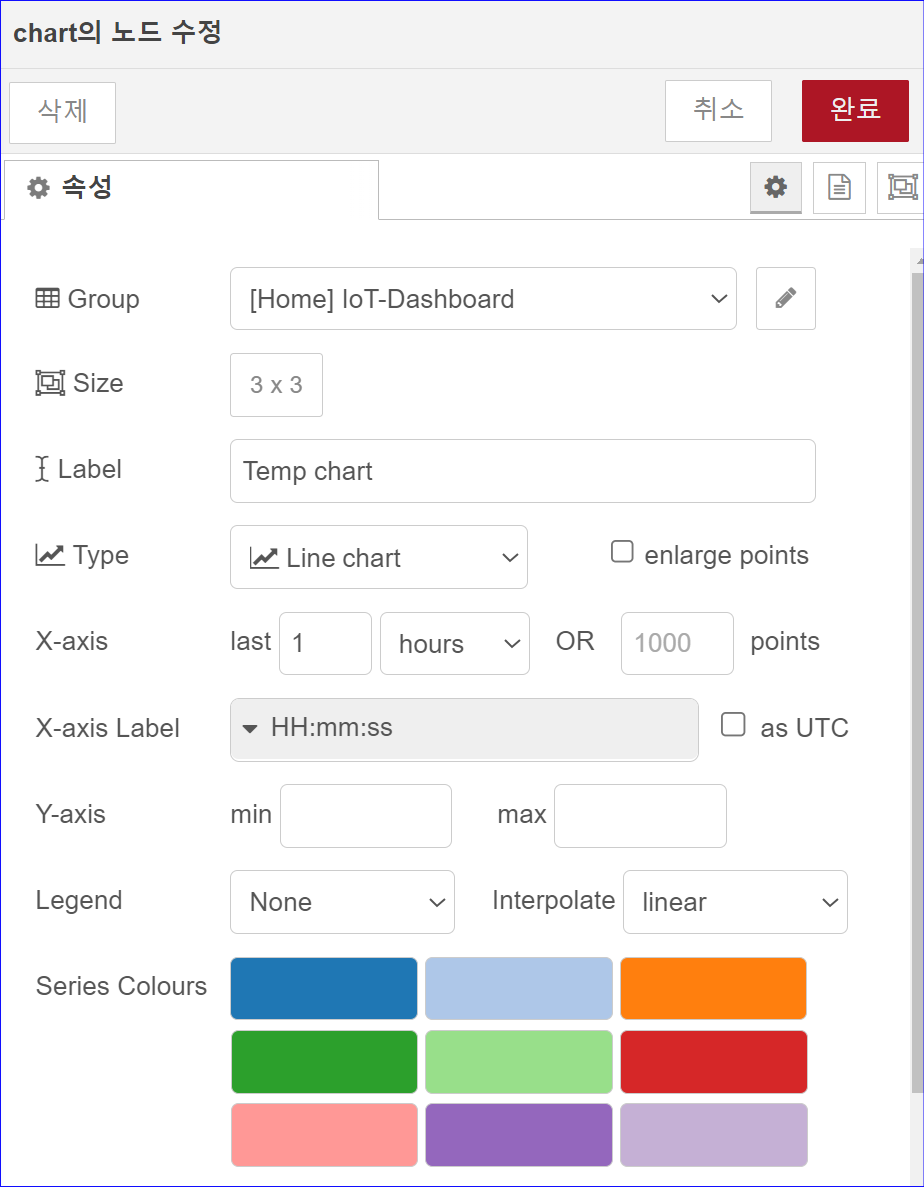 chart의 노드 수정
삭제 취소 완료
속성
Group [Home] IoT-Dashboard
Size 3 x 3
Label Temp chart
Type Line chart enlarge points
X-axis last 1 hours OR 1000 points
X-axis Label HH:mm:ss as UTC
Y-axis min max
Legend None Interpolate linear
Series Colours